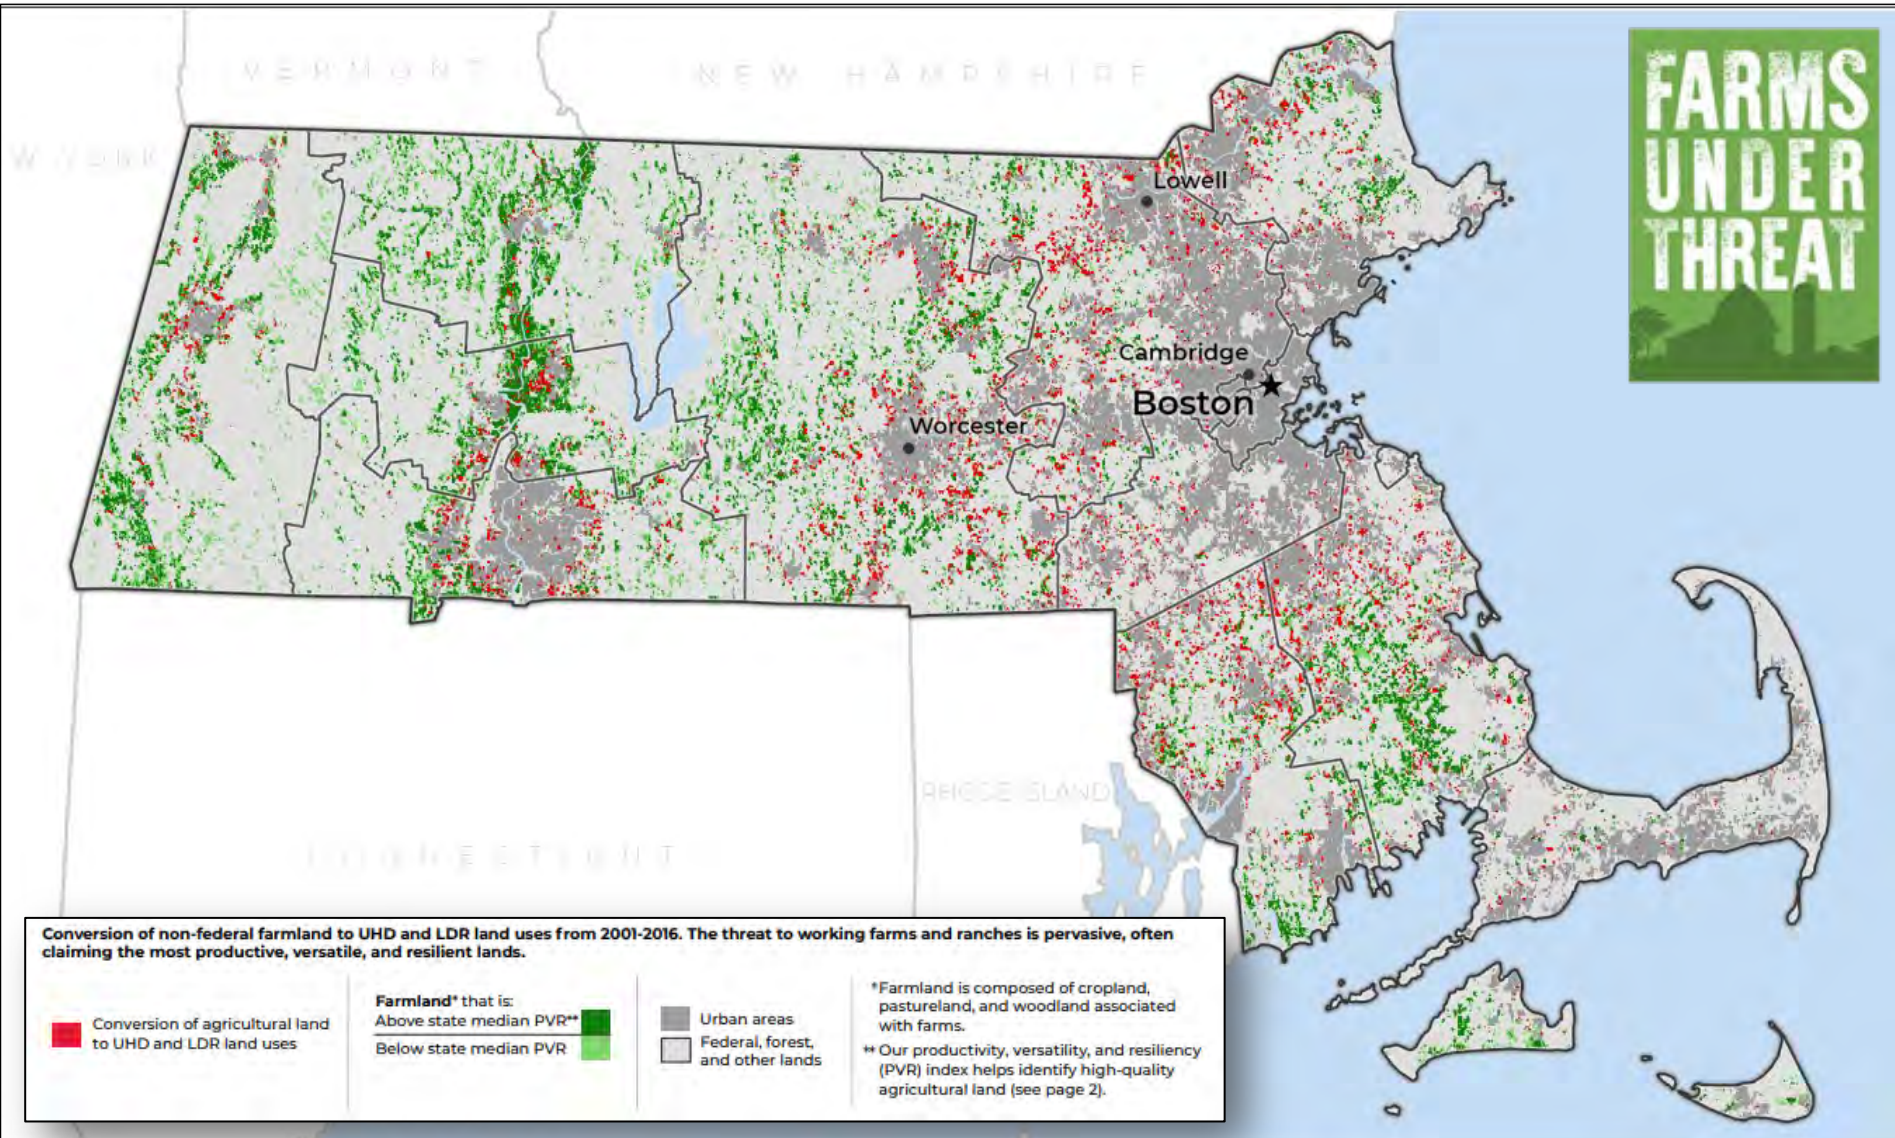 VERMONT
NEW HAMPSHIRE
W YORK
FARMS
UNDER
THREAT
Lowell
Cambridge
Boston
Worcester
RHODE ISLAND
CONNECTICUT
Conversion of non-federal farmland to UHD and LDR land uses from 2001-2016. The threat to working farms and ranches is pervasive, often
claiming the most productive, versatile, and resilient lands.
Conversion of agricultural land
to UHD and LDR land uses
Farmland* that is:
Above state median PVR**
Below state median PVR
Urban areas
Federal, forest,
and other lands
*Farmland is composed of cropland,
pastureland, and woodland associated
with farms.
** Our productivity, versatility, and resiliency
(PVR) index helps identify high-quality
agricultural land (see page 2).